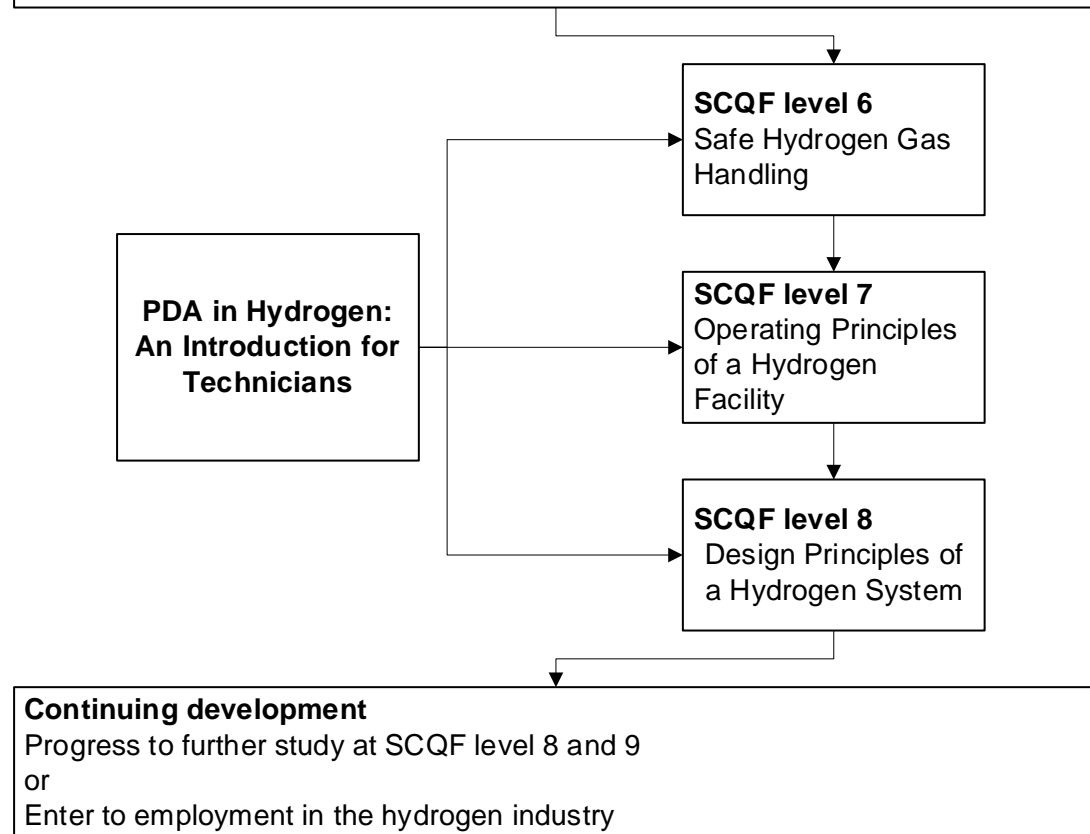 SCQF level 6
Safe Hydrogen Gas
Handling
PDA in Hydrogen:
An Introduction for
Technicians
SCQF level 7
Operating Principles
of a Hydrogen
Facility
SCQF level 8
Design Principles of
a Hydrogen System
Continuing development
Progress to further study at SCQF level 8 and 9
or
Enter to employment in the hydrogen industry